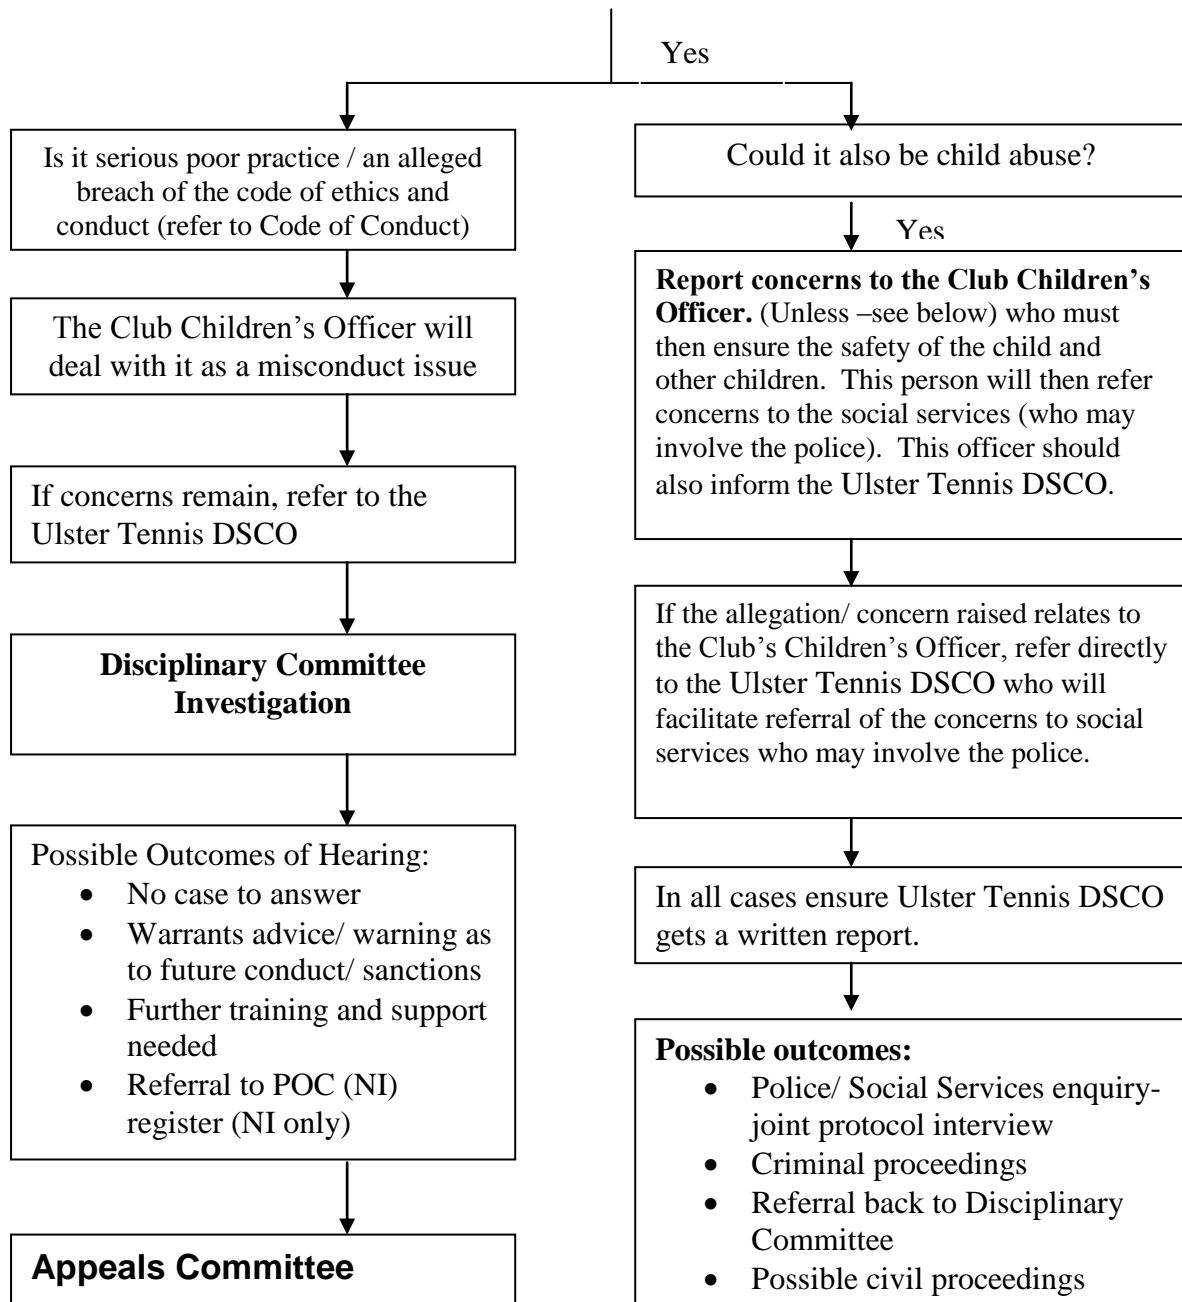 Yes
Is it serious poor practice / an alleged
breach of the code of ethics and
conduct (refer to Code of Conduct)
The Club Children’s Officer will
deal with it as a misconduct issue
If concerns remain, refer to the
Ulster Tennis DSCO
Disciplinary Committee
Investigation
Possible Outcomes of Hearing:
• No case to answer
• Warrants advice/ warning as
to future conduct/ sanctions
• Further training and support
needed
• Referral to POC (NI)
register (NI only)
Appeals Committee
Could it also be child abuse?
Yes
Report concerns to the Club Children’s
Officer. (Unless –see below) who must
then ensure the safety of the child and
other children.  This person will then refer
concerns to the social services (who may
involve the police).  This officer should
also inform the Ulster Tennis DSCO.
If the allegation/ concern raised relates to
the Club’s Children’s Officer, refer directly
to the Ulster Tennis DSCO who will
facilitate referral of the concerns to social
services who may involve the police.
In all cases ensure Ulster Tennis DSCO
gets a written report.
Possible outcomes:
• Police/ Social Services enquiry-
joint protocol interview
• Criminal proceedings
• Referral back to Disciplinary
Committee
• Possible civil proceedings